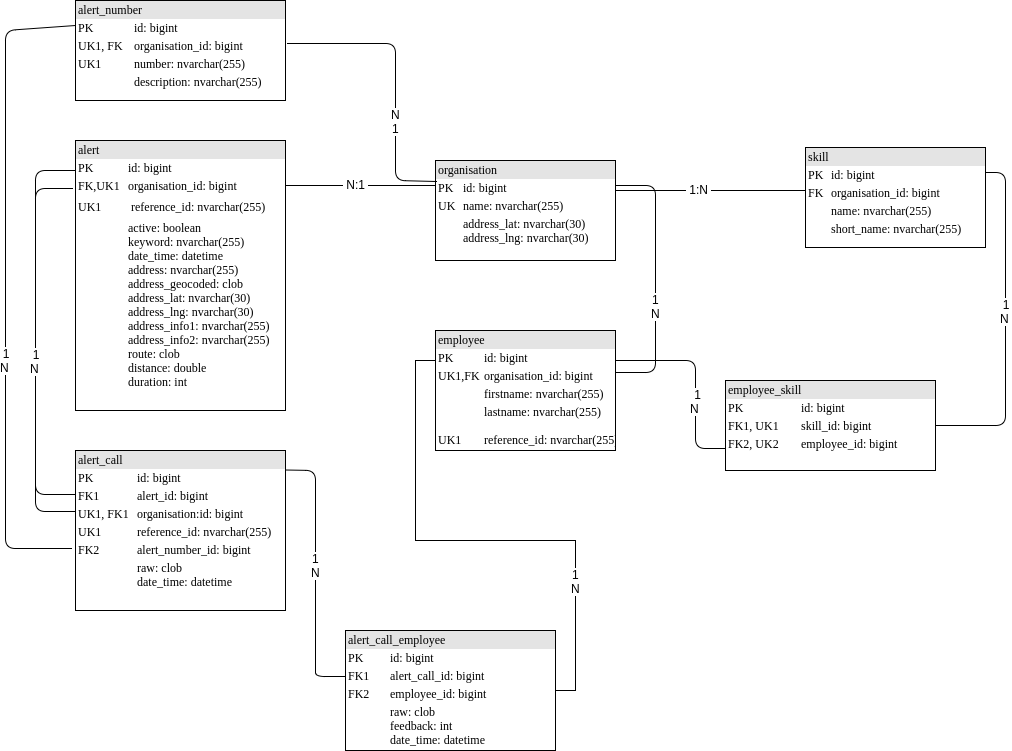 alert_number
PK id: bigint
UK1, FK organisation_id: bigint
UK1 number: nvarchar(255)
description: nvarchar(255)
N
1
alert
PK id: bigint
FK,UK1 organisation_id: bigint
UK1 reference_id: nvarchar(255)
active: boolean
keyword: nvarchar(255)
date_time: datetime
address: nvarchar(255)
address_geocoded: clob
address_lat: nvarchar(30)
address_lng: nvarchar(30)
address_info1: nvarchar(255)
address_info2: nvarchar(255)
route: clob
distance: double
duration: int
N:1
organisation
PK id: bigint
UK name: nvarchar(255)
address_lat: nvarchar(30)
address_lng: nvarchar(30)
1:N
skill
PK id: bigint
FK organisation_id: bigint
name: nvarchar(255)
short_name: nvarchar(255)
1
N
1
N
1
N
1
N
employee
PK id: bigint
UK1,FK organisation_id: bigint
firstname: nvarchar(255)
lastname: nvarchar(255)
UK1 reference_id: nvarchar(255
1
N
employee_skill
PK id: bigint
FK1, UK1 skill_id: bigint
FK2, UK2 employee_id: bigint
alert_call
PK id: bigint
FK1 alert_id: bigint
UK1, FK1 organisation:id: bigint
UK1 reference_id: nvarchar(255)
FK2 alert_number_id: bigint
raw: clob
date_time: datetime
1
N
1
N
alert_call_employee
PK id: bigint
FK1 alert_call_id: bigint
FK2 employee_id: bigint
raw: clob
feedback: int
date_time: datetime